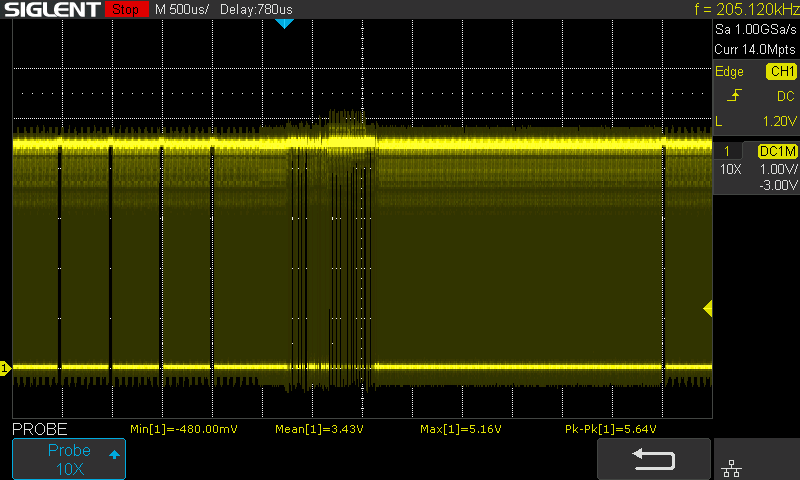 SIGLENT Stop M 500us/ Delay:780us f = 205.120kHz
Sa 1.00GSa/s
Curr 14.0Mpts
Edge CH1
DC
L 1.20V
1 DC1M
10X 1.00V/
-3.00V
1
PROBE Min[1]=-480.00mV Mean[1]=3.43V Max[1]=5.16V Pk-Pk[1]=5.64V
Probe
10X